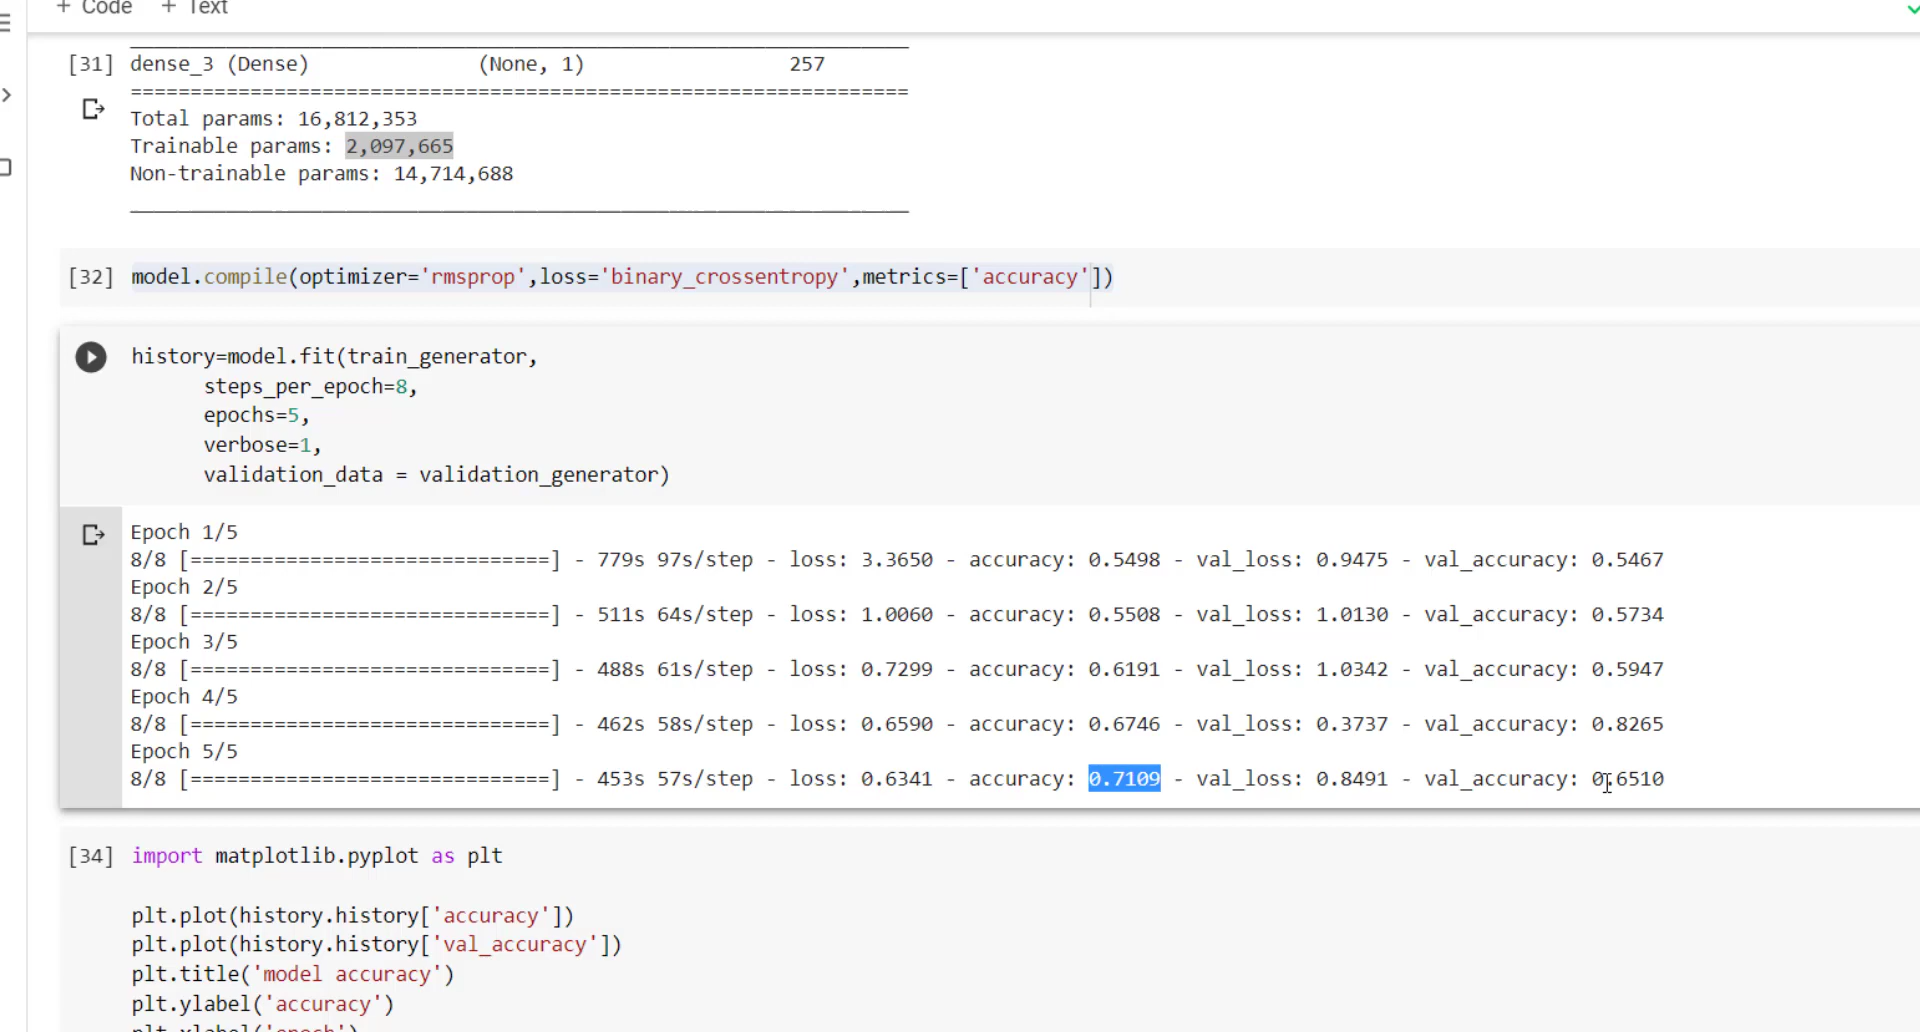 + Code + Text
[31] dense_3 (Dense) (None, 1) 257
=================================================================
Total params: 16,812,353
Trainable params: 2,097,665
Non-trainable params: 14,714,688
_________________________________________________________________
[32] model.compile(optimizer='rmsprop',loss='binary_crossentropy',metrics=['accuracy'])
history=model.fit(train_generator,
steps_per_epoch=8,
epochs=5,
verbose=1,
validation_data = validation_generator)
Epoch 1/5
8/8 [==============================] - 779s 97s/step - loss: 3.3650 - accuracy: 0.5498 - val_loss: 0.9475 - val_accuracy: 0.5467
Epoch 2/5
8/8 [==============================] - 511s 64s/step - loss: 1.0060 - accuracy: 0.5508 - val_loss: 1.0130 - val_accuracy: 0.5734
Epoch 3/5
8/8 [==============================] - 488s 61s/step - loss: 0.7299 - accuracy: 0.6191 - val_loss: 1.0342 - val_accuracy: 0.5947
Epoch 4/5
8/8 [==============================] - 462s 58s/step - loss: 0.6590 - accuracy: 0.6746 - val_loss: 0.3737 - val_accuracy: 0.8265
Epoch 5/5
8/8 [==============================] - 453s 57s/step - loss: 0.6341 - accuracy: 0.7109 - val_loss: 0.8491 - val_accuracy: 0.6510
[34] import matplotlib.pyplot as plt
plt.plot(history.history['accuracy'])
plt.plot(history.history['val_accuracy'])
plt.title('model accuracy')
plt.ylabel('accuracy')
plt.xlabel('epoch')